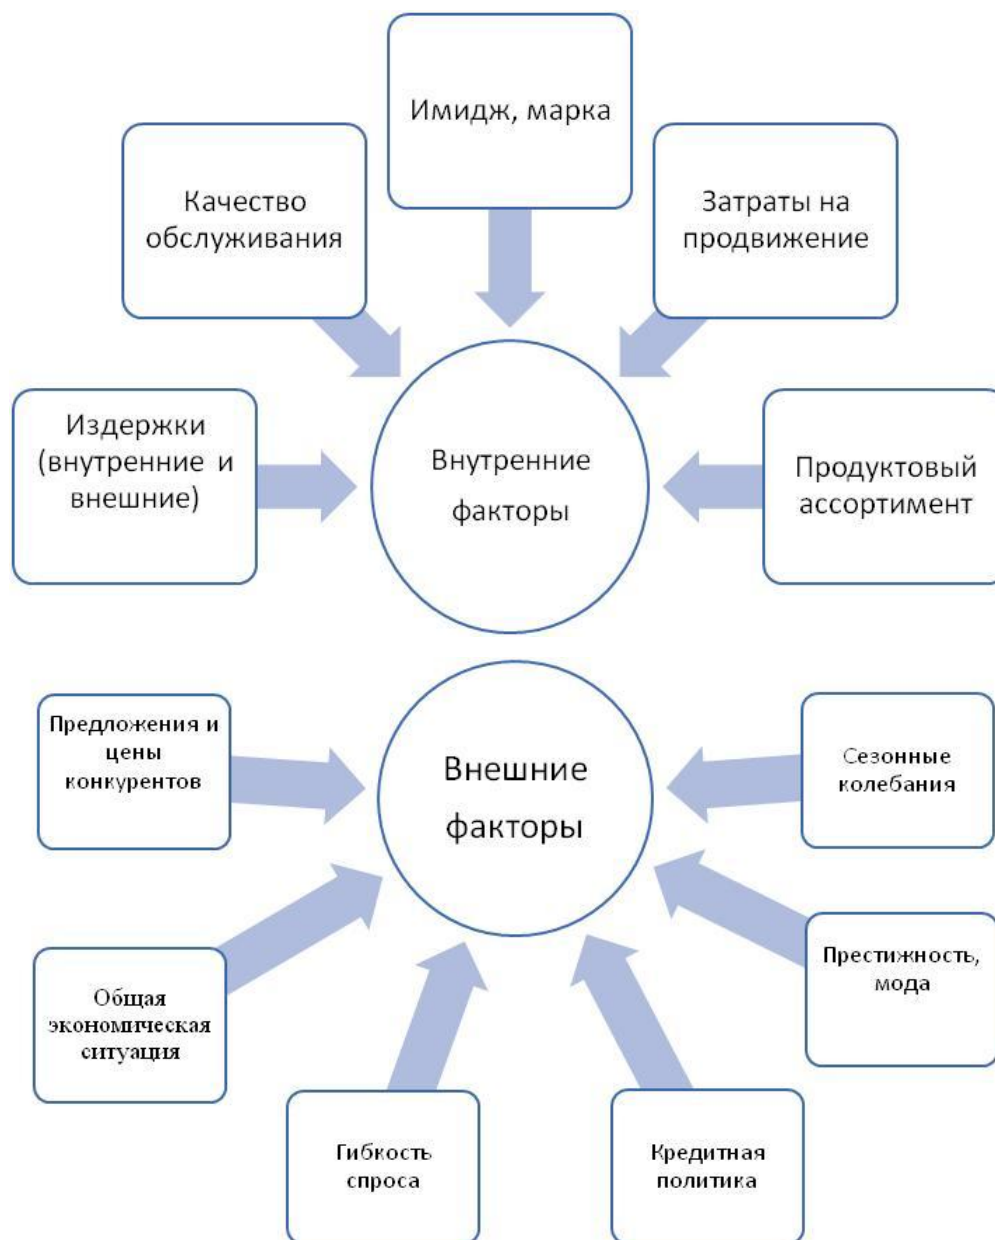 Имидж, марка
Качество
обслуживания
Затраты на
продвижение
Издержки
(внутренние и
внешние)
Внутренние
факторы
Продуктовый
ассортимент
Предложения и
цены
конкурентов
Внешние
факторы
Сезонные
колебания
Общая
экономическая
ситуация
Престижность,
мода
Гибкость
спроса
Кредитная
политика